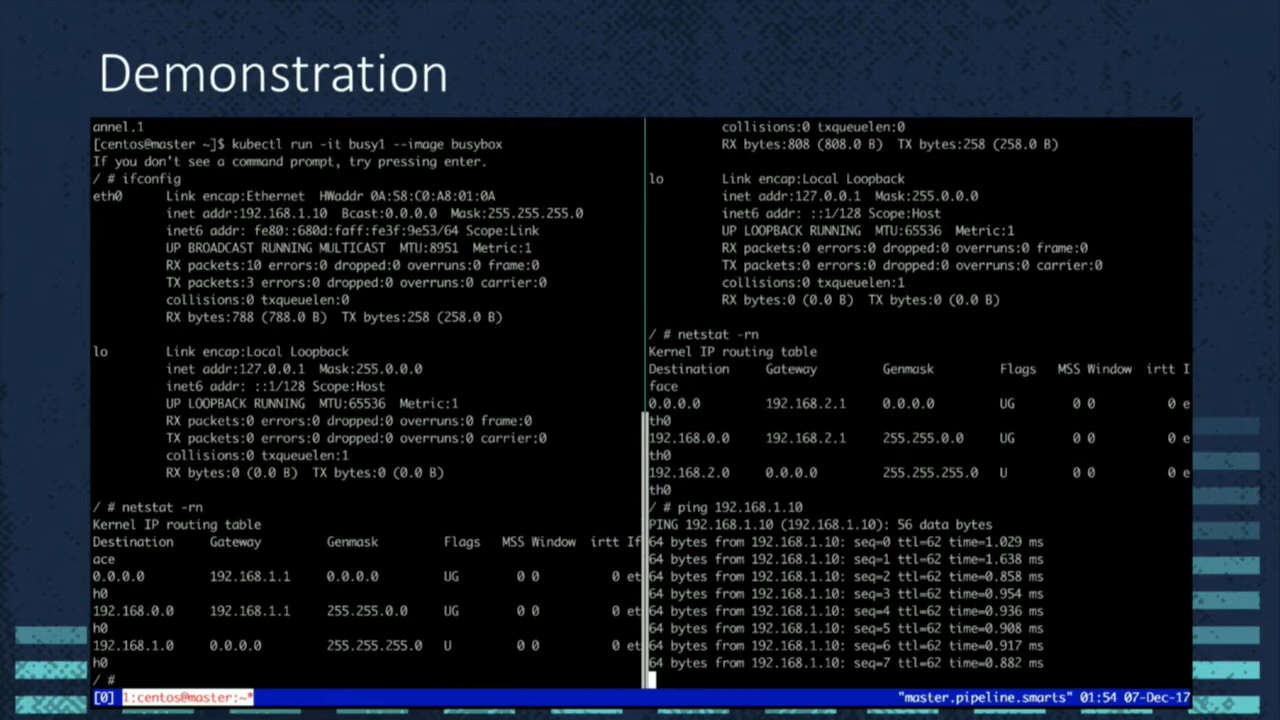 Demonstration
annel.1
[centos@master ~]$ kubectl run -it busy1 --image busybox
If you don't see a command prompt, try pressing enter.
/ # ifconfig
eth0 Link encap:Ethernet HWaddr 0A:58:C0:A8:01:0A
inet addr:192.168.1.10 Bcast:0.0.0.0 Mask:255.255.255.0
inet6 addr: fe80::680d:faff:fe3f:9e53/64 Scope:Link
UP BROADCAST RUNNING MULTICAST MTU:8951 Metric:1
RX packets:10 errors:0 dropped:0 overruns:0 frame:0
TX packets:3 errors:0 dropped:0 overruns:0 carrier:0
collisions:0 txqueuelen:0
RX bytes:788 (788.0 B) TX bytes:258 (258.0 B)
lo Link encap:Local Loopback
inet addr:127.0.0.1 Mask:255.0.0.0
inet6 addr: ::1/128 Scope:Host
UP LOOPBACK RUNNING MTU:65536 Metric:1
RX packets:0 errors:0 dropped:0 overruns:0 frame:0
TX packets:0 errors:0 dropped:0 overruns:0 carrier:0
collisions:0 txqueuelen:1
RX bytes:0 (0.0 B) TX bytes:0 (0.0 B)
/ # netstat -rn
Kernel IP routing table
Destination Gateway Genmask Flags MSS Window irtt If
ace
0.0.0.0 192.168.1.1 0.0.0.0 UG 0 0 0 et
h0
192.168.0.0 192.168.1.1 255.255.0.0 UG 0 0 0 et
h0
192.168.1.0 0.0.0.0 255.255.255.0 U 0 0 0 et
h0
/ #
collisions:0 txqueuelen:0
RX bytes:808 (808.0 B) TX bytes:258 (258.0 B)
lo Link encap:Local Loopback
inet addr:127.0.0.1 Mask:255.0.0.0
inet6 addr: ::1/128 Scope:Host
UP LOOPBACK RUNNING MTU:65536 Metric:1
RX packets:0 errors:0 dropped:0 overruns:0 frame:0
TX packets:0 errors:0 dropped:0 overruns:0 carrier:0
collisions:0 txqueuelen:1
RX bytes:0 (0.0 B) TX bytes:0 (0.0 B)
/ # netstat -rn
Kernel IP routing table
Destination Gateway Genmask Flags MSS Window irtt I
face
0.0.0.0 192.168.2.1 0.0.0.0 UG 0 0 0 e
th0
192.168.0.0 192.168.2.1 255.255.0.0 UG 0 0 0 e
th0
192.168.2.0 0.0.0.0 255.255.255.0 U 0 0 0 e
th0
/ # ping 192.168.1.10
PING 192.168.1.10 (192.168.1.10): 56 data bytes
64 bytes from 192.168.1.10: seq=0 ttl=62 time=1.029 ms
64 bytes from 192.168.1.10: seq=1 ttl=62 time=1.638 ms
64 bytes from 192.168.1.10: seq=2 ttl=62 time=0.858 ms
64 bytes from 192.168.1.10: seq=3 ttl=62 time=0.954 ms
64 bytes from 192.168.1.10: seq=4 ttl=62 time=0.936 ms
64 bytes from 192.168.1.10: seq=5 ttl=62 time=0.908 ms
64 bytes from 192.168.1.10: seq=6 ttl=62 time=0.917 ms
64 bytes from 192.168.1.10: seq=7 ttl=62 time=0.882 ms
[0] 1:centos@master:~* "master.pipeline.smarts" 01:54 07-Dec-17